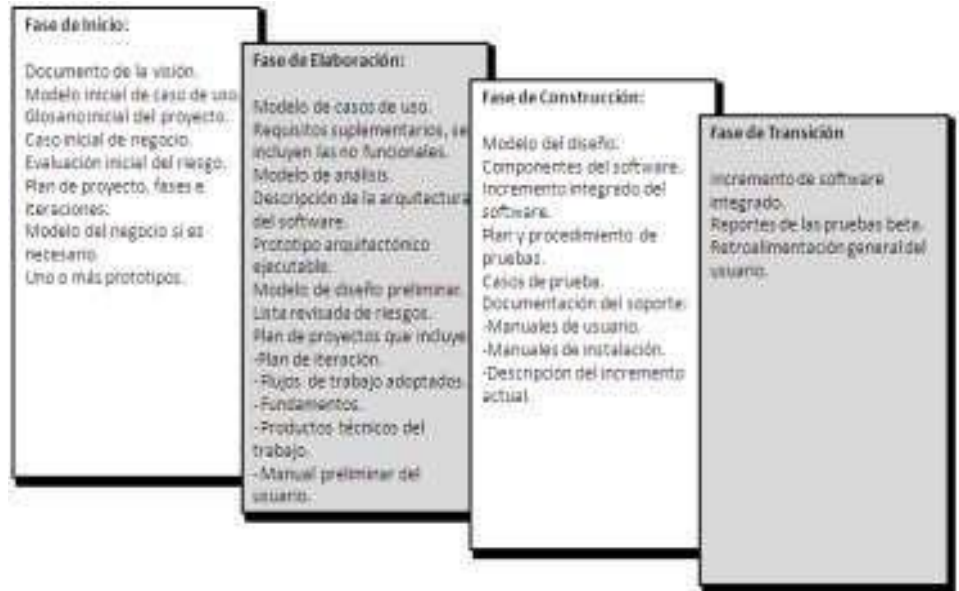 Fase de Inicio:
Documento de la visión.
Modelo inicial de caso de uso.
Glosario inicial del proyecto.
Caso inicial de negocio.
Evaluación inicial del riesgo.
Plan de proyecto, fases e
iteraciones.
Modelo del negocio si es
necesario.
Uno o más prototipos.
Fase de Elaboración:
Modelo de casos de uso.
Requisitos suplementarios, se
incluyen las no funcionales.
Modelo de análisis.
Descripción de la arquitectura
del software.
Prototipo arquitectónico
ejecutable.
Modelo de diseño preliminar.
Lista revisada de riesgos.
Plan de proyectos que incluye
-Plan de iteración.
-Flujos de trabajo adoptados.
-Fundamentos.
-Productos técnicos del
trabajo.
-Manual preliminar del
usuario.
Fase de Construcción:
Modelo del diseño.
Componentes del software.
Incremento integrado del
software.
Plan y procedimiento de
pruebas.
Casos de prueba.
Documentación del soporte:
-Manuales de usuario.
-Manuales de instalación.
-Descripción del incremento
actual.
Fase de Transición
Incremento de software
integrado.
Reportes de las pruebas beta.
Retroalimentación general del
usuario.